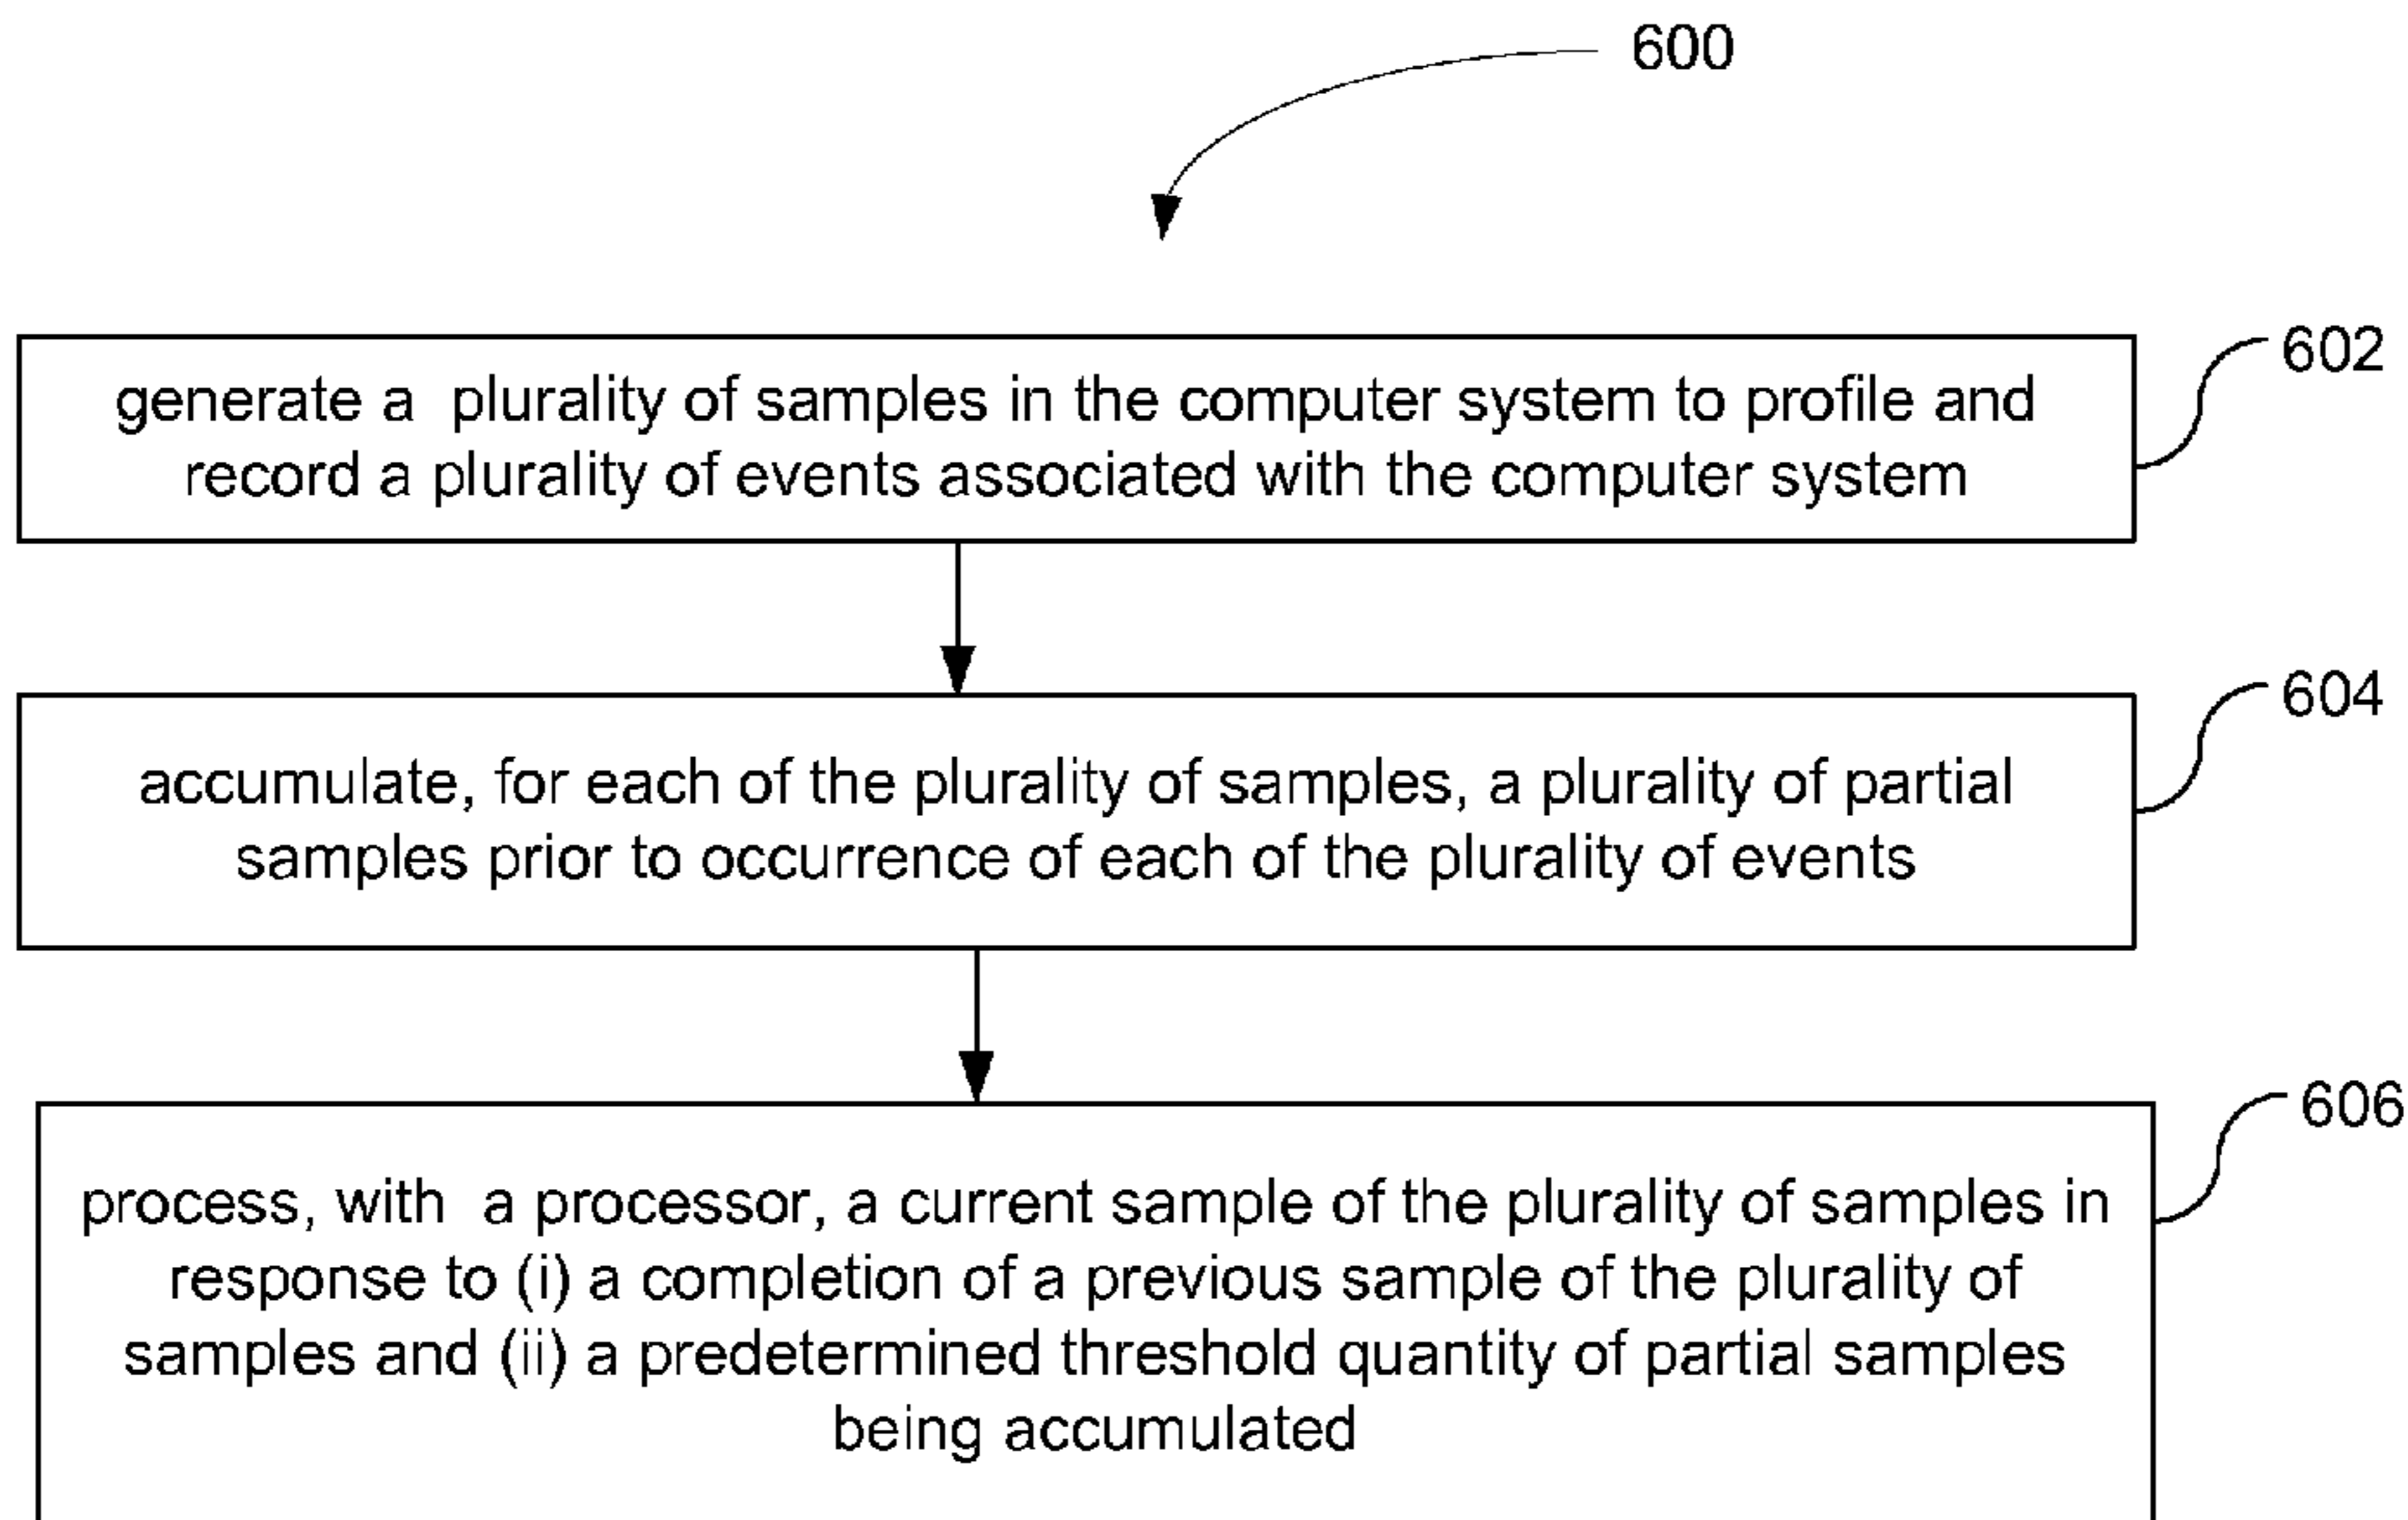 600
602
generate a plurality of samples in the computer system to profile and
record a plurality of events associated with the computer system
604
accumulate, for each of the plurality of samples, a plurality of partial
samples prior to occurrence of each of the plurality of events
606
process, with a processor, a current sample of the plurality of samples in
response to (i) a completion of a previous sample of the plurality of
samples and (ii) a predetermined threshold quantity of partial samples
being accumulated